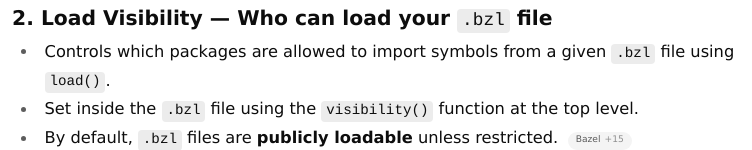 2. Load Visibility — Who can load your .bzl file
• Controls which packages are allowed to import symbols from a given .bzl file using
load().
• Set inside the .bzl file using the visibility() function at the top level.
• By default, .bzl files are publicly loadable unless restricted. Bazel +15